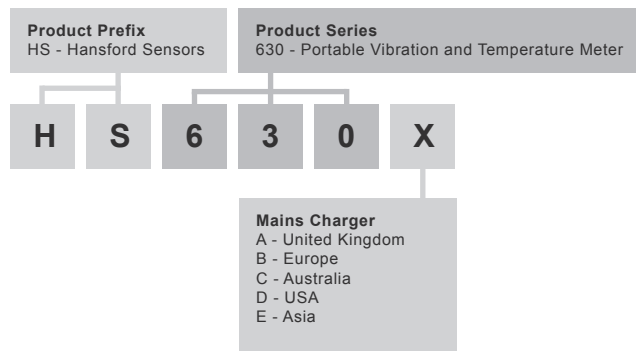 Product Prefix
HS - Hansford Sensors
Product Series
630 - Portable Vibration and Temperature Meter
H S 6 3 0 X
Mains Charger
A - United Kingdom
B - Europe
C - Australia
D - USA
E - Asia